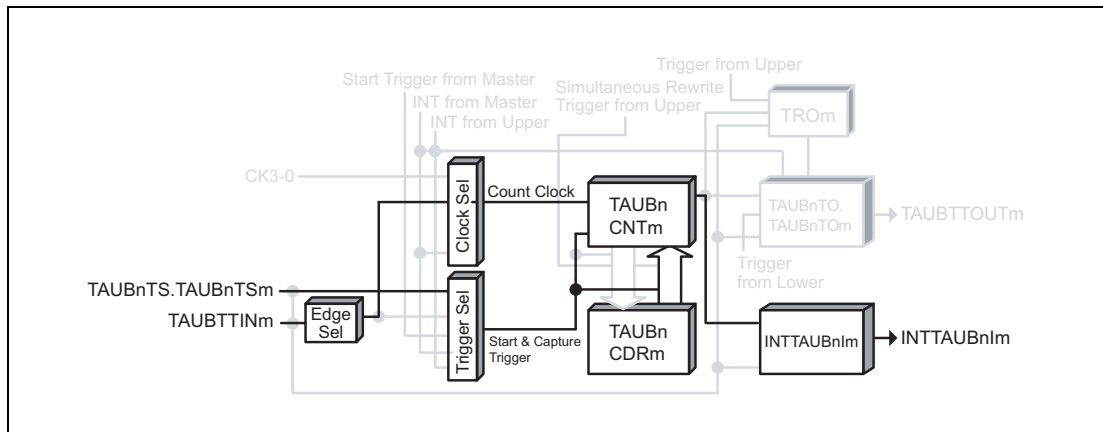 Trigger from Upper
Start Trigger from Master
Simultaneous Rewrite
Trigger from Upper
INT from Master
INT from Upper
TROm
CK3-0
Clock Sel
Count Clock
TAUBn
CNTm
TAUBnTO.
TAUBnTOm
TAUBTTOUTm
Trigger
from Lower
TAUBnTS.TAUBnTSm
TAUBTTINm
Edge
Sel
Trigger Sel
Start & Capture
Trigger
TAUBn
CDRm
INTTAUBnIm
INTTAUBnIm